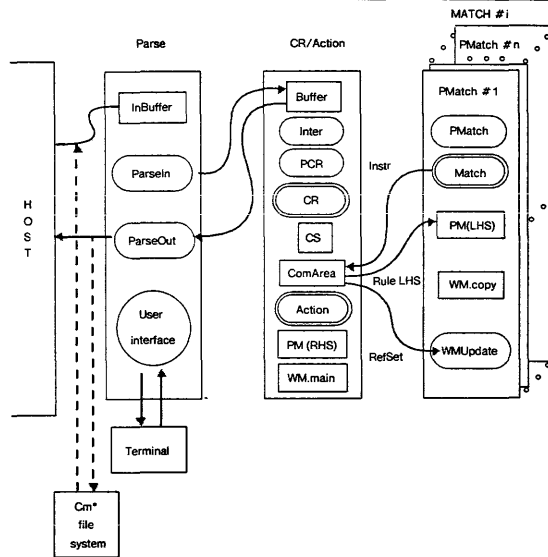 MATCH # i
Parse
CR/Action
PMatch # n
InBuffer
Buffer
PMatch # 1
Inter
PMatch
ParseIn
PCR
Instr
Match
HOST
CR
ParseOut
CS
PM(LHS)
ComArea
Rule LHS
WM.copy
User
interface
Action
PM (RHS)
RefSet
WMUpdate
WM.main
Terminal
Cm*
file
system